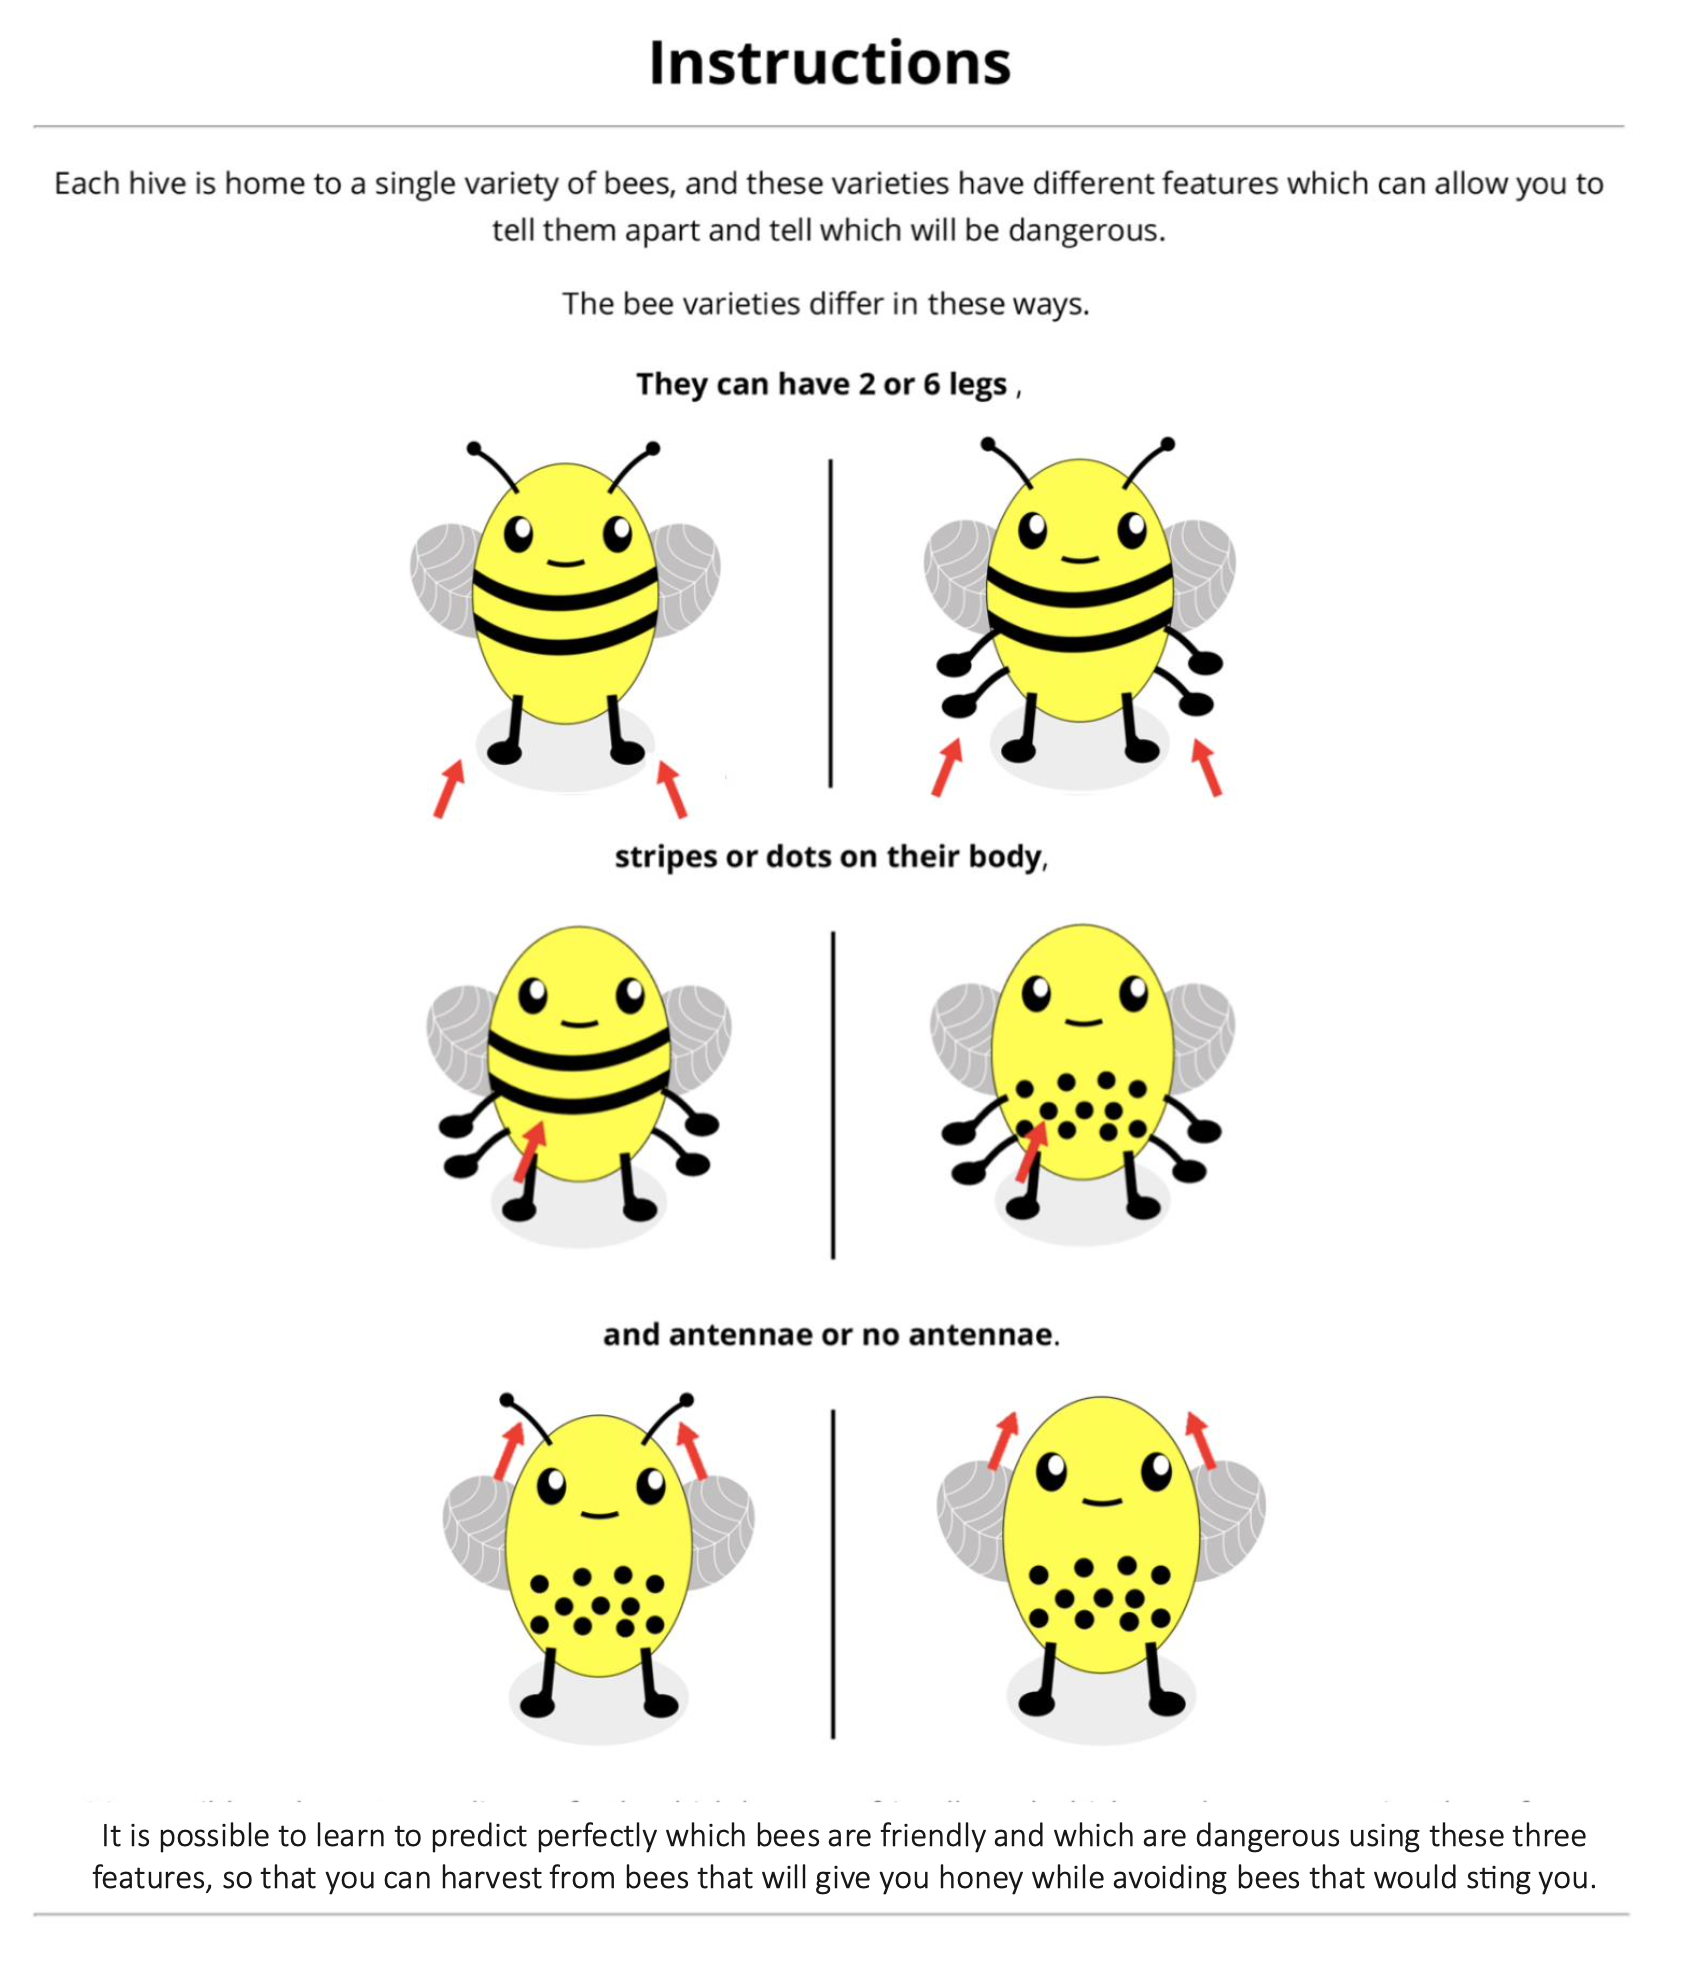 Instructions
Each hive is home to a single variety of bees, and these varieties have different features which can allow you to
tell them apart and tell which will be dangerous.
The bee varieties differ in these ways.
They can have 2 or 6 legs ,
stripes or dots on their body,
and antennae or no antennae.
It is possible to learn to predict perfectly which bees are friendly and which are dangerous using these three
features, so that you can harvest from bees that will give you honey while avoiding bees that would sting you.